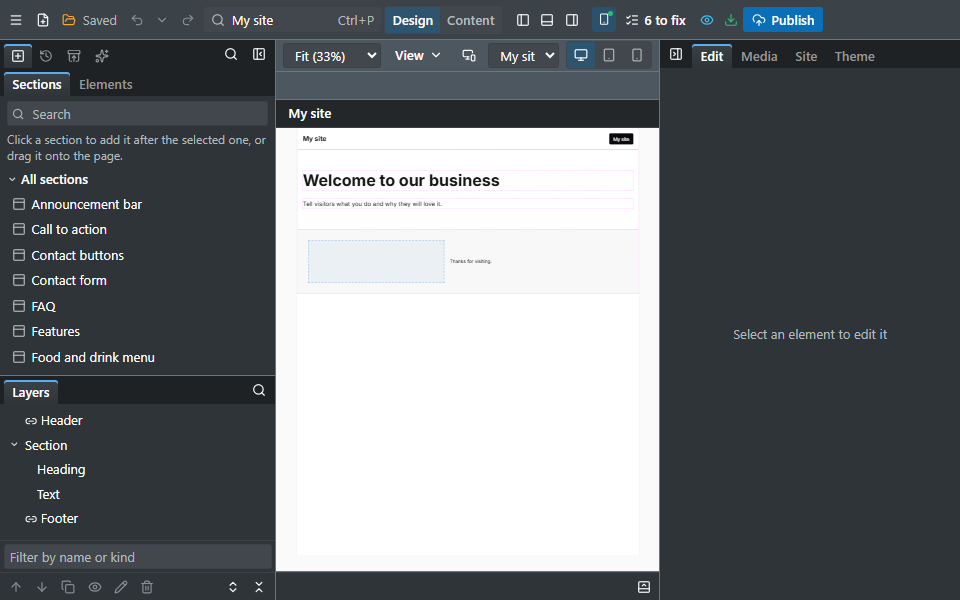 Saved
My site
Ctrl+P
Design
Content
6 to fix
Publish
Sections
Elements
Search
Click a section to add it after the selected one, or
drag it onto the page.
All sections
Announcement bar
Call to action
Contact buttons
Contact form
FAQ
Features
Food and drink menu
Layers
Header
Section
Heading
Text
Footer
Filter by name or kind
Fit (33%)
View
My sit
My site
My site
My site
Welcome to our business
Tell visitors what you do and why they will love it.
Thanks for visiting.
Edit
Media
Site
Theme
Select an element to edit it